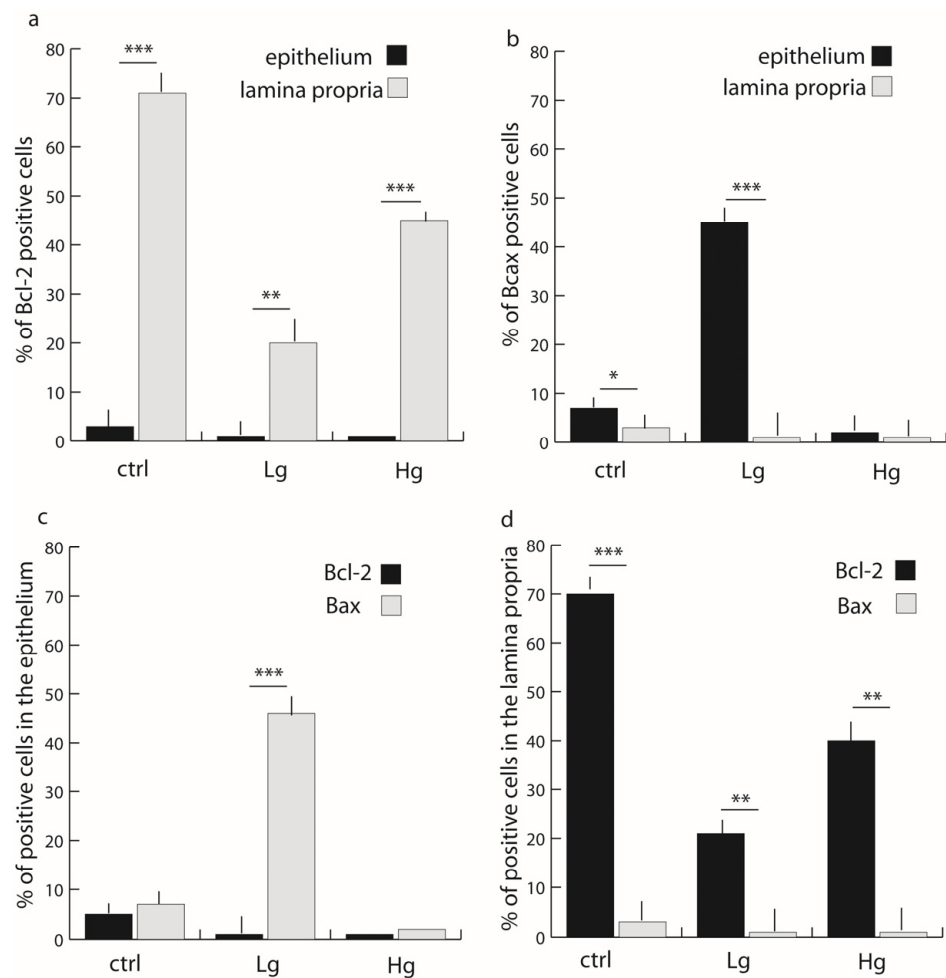 a
***
epithelium
lamina propria
**
***
% of Bcl-2 positive cells
80
70
60
50
40
30
20
10
0
ctrl
Lg
Hg
b
epithelium
lamina propria
***
*
% of Bcax positive cells
80
70
60
50
40
30
20
10
0
ctrl
Lg
Hg
c
Bcl-2
Bax
***
% of positive cells in the epithelium
80
70
60
50
40
30
20
10
0
ctrl
Lg
Hg
d
***
Bcl-2
Bax
**
**
% of positive cells in the lamina propria
80
70
60
50
40
30
20
10
0
ctrl
Lg
Hg